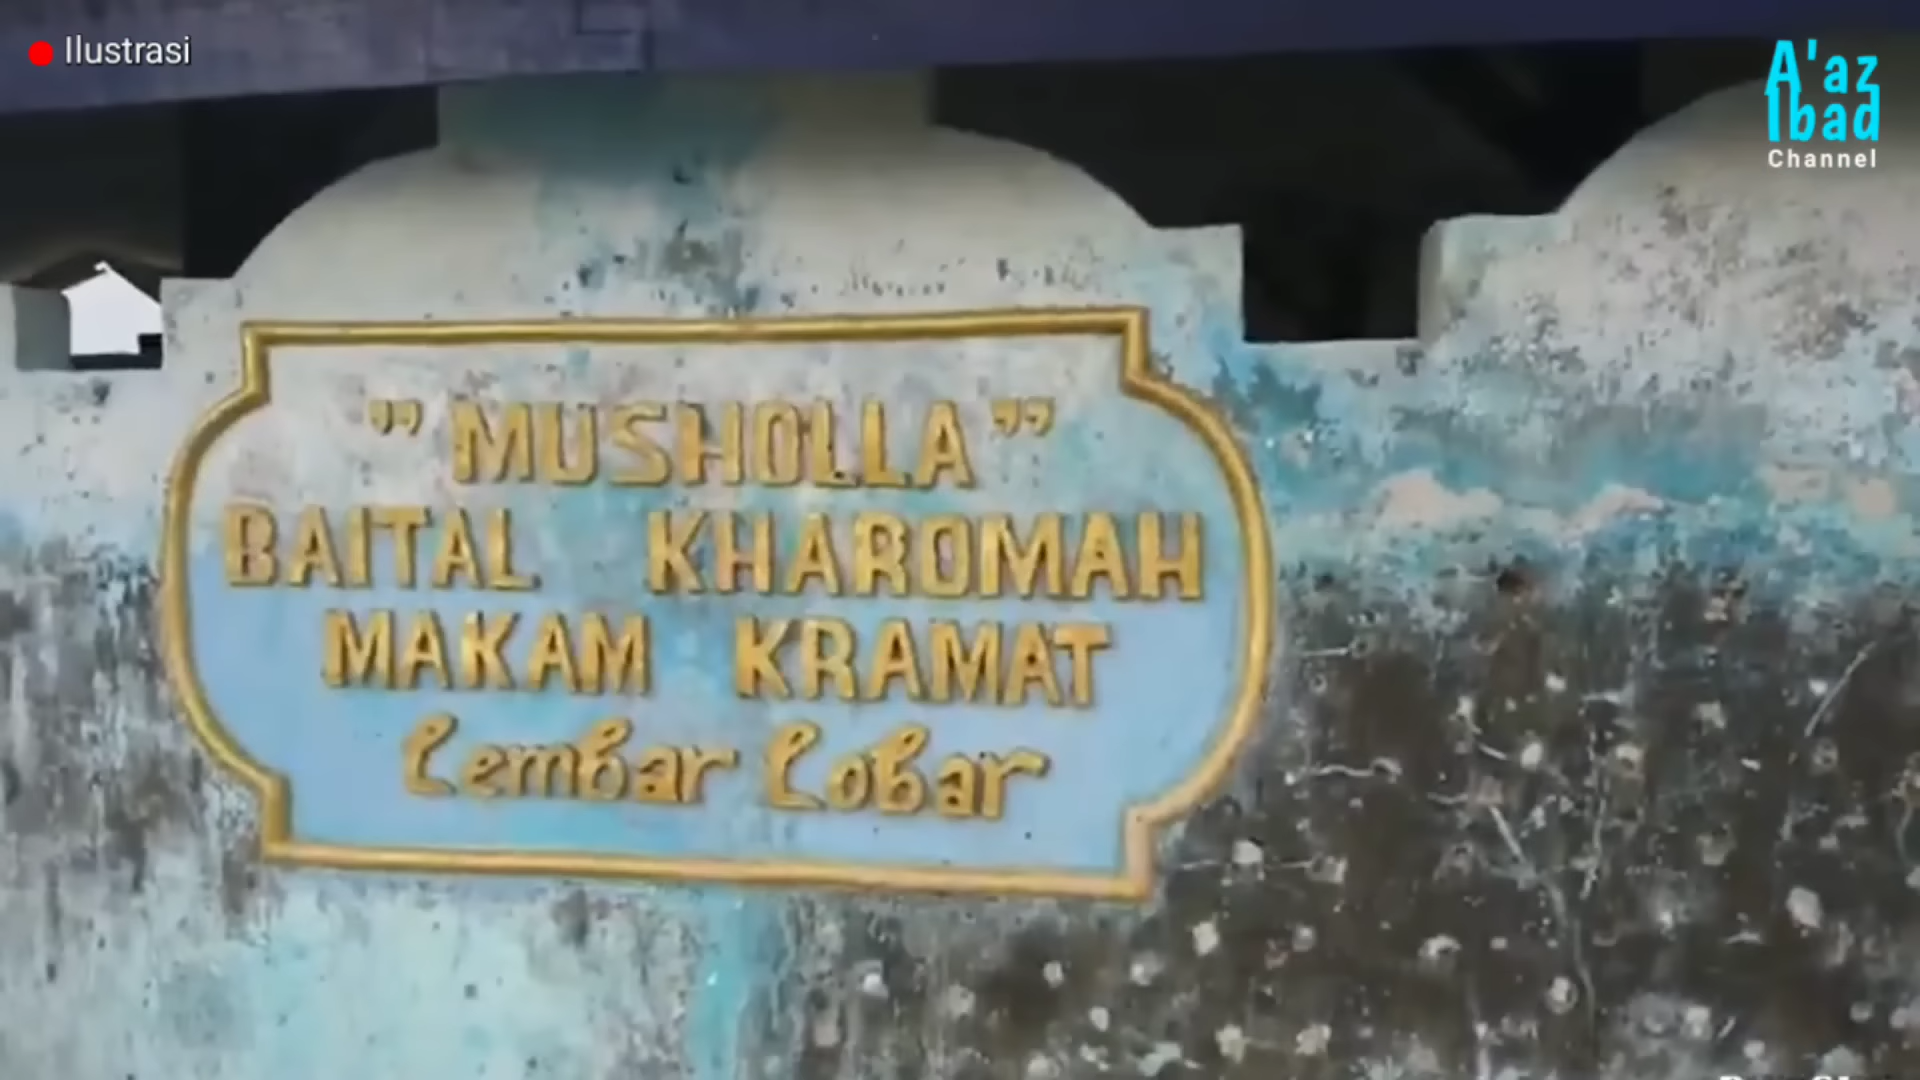 Ilustrasi
A'az
Ibad
Channel
"MUSHOLLA"
BAITAL KHAROMAH
MAKAM KRAMAT
Lembar Lobar